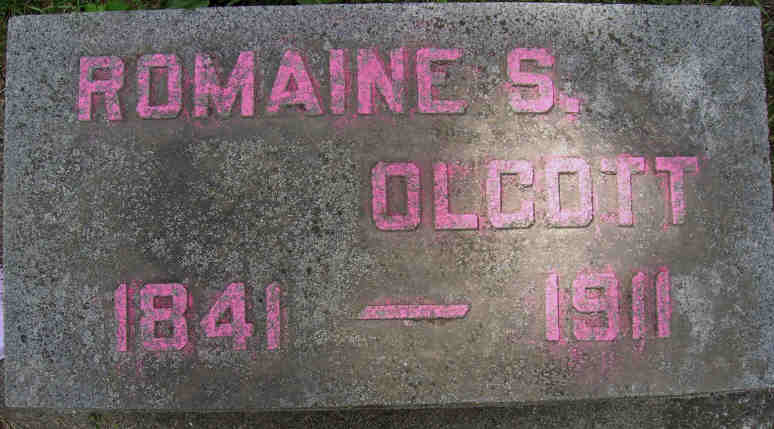 ROMAINE S.
OLCOTT
1841 — 1911